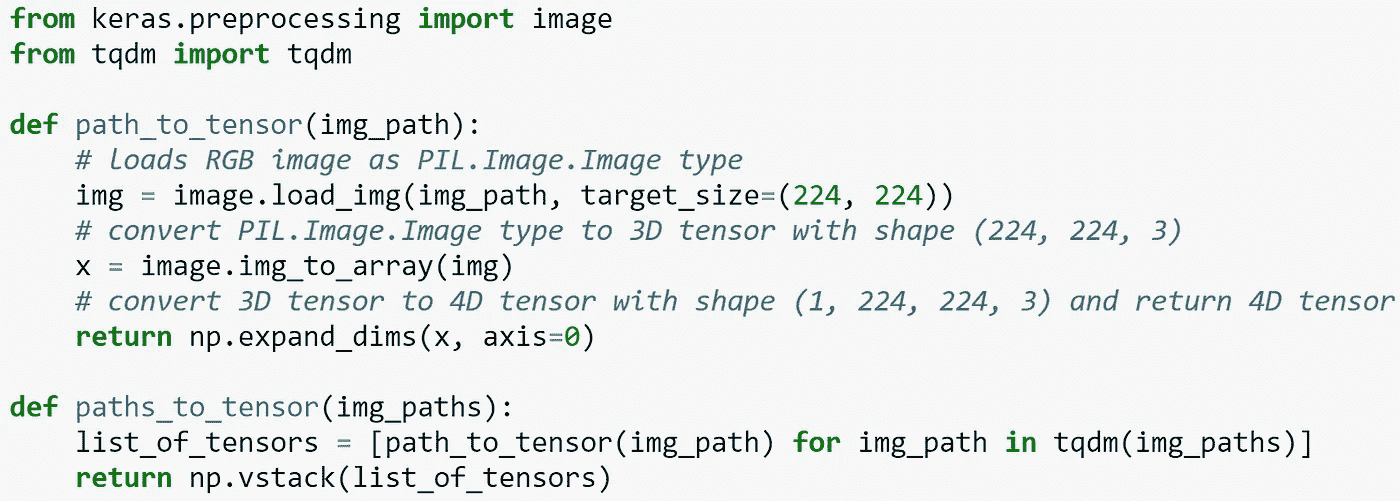 from keras.preprocessing import image
from tqdm import tqdm

def path_to_tensor(img_path):
    # loads RGB image as PIL.Image.Image type
    img = image.load_img(img_path, target_size=(224, 224))
    # convert PIL.Image.Image type to 3D tensor with shape (224, 224, 3)
    x = image.img_to_array(img)
    # convert 3D tensor to 4D tensor with shape (1, 224, 224, 3) and return 4D tensor
    return np.expand_dims(x, axis=0)

def paths_to_tensor(img_paths):
    list_of_tensors = [path_to_tensor(img_path) for img_path in tqdm(img_paths)]
    return np.vstack(list_of_tensors)